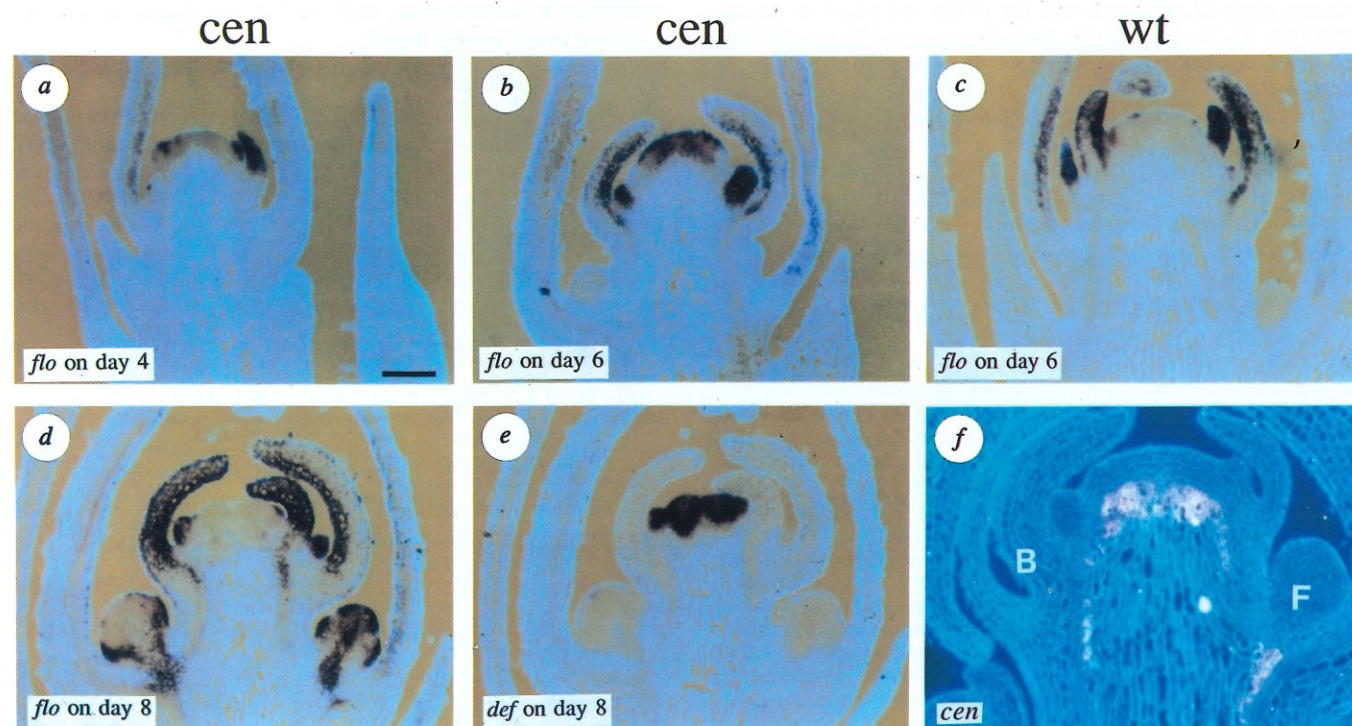 cen cen wt
a b c
flo on day 4 flo on day 6 flo on day 6
d e f
B F
flo on day 8 def on day 8 cen